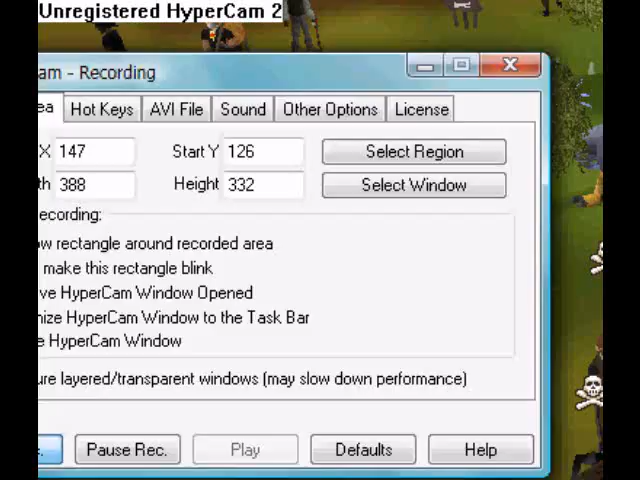 Unregistered HyperCam 2
am - Recording
ea Hot Keys AVI File Sound Other Options License
X 147 Start Y 126 Select Region
th 388 Height 332 Select Window
ecording:
ow rectangle around recorded area
make this rectangle blink
ve HyperCam Window Opened
nize HyperCam Window to the Task Bar
e HyperCam Window
ure layered/transparent windows (may slow down performance)
c. Pause Rec. Play Defaults Help